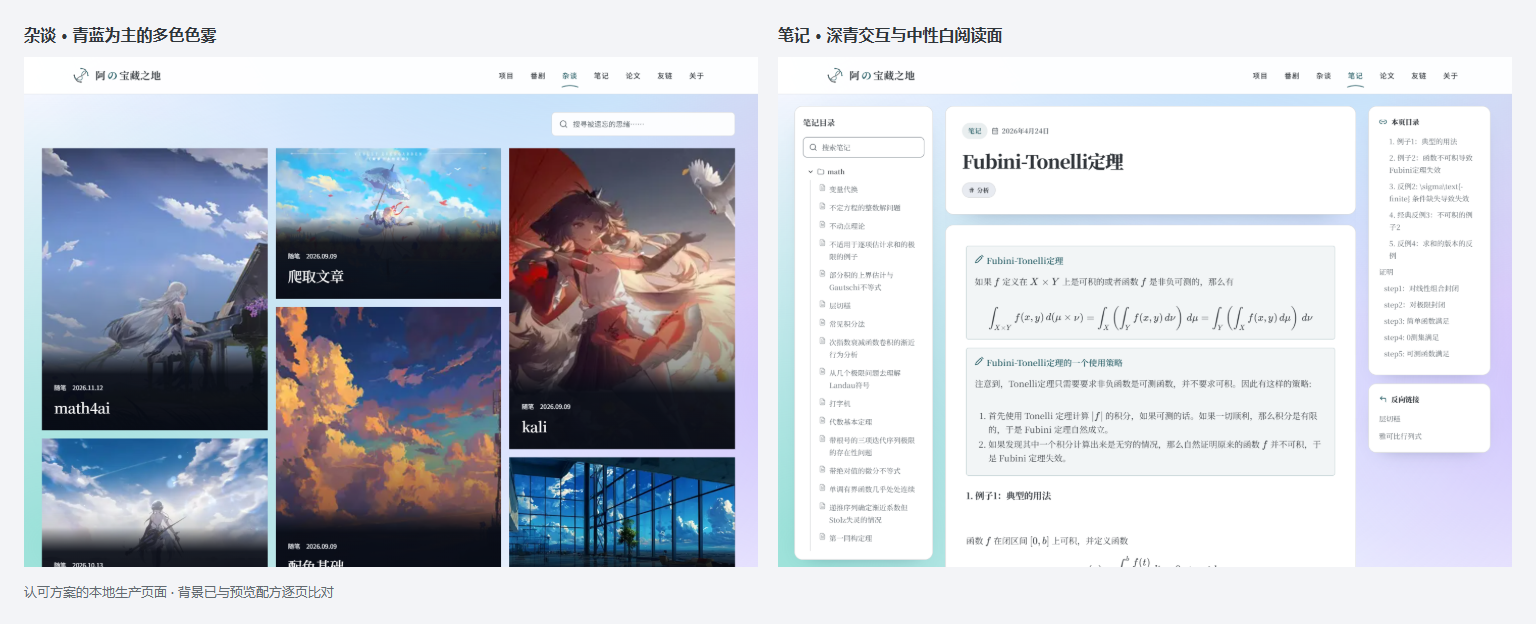 杂谈 • 青蓝为主的多色色雾
阿の宝藏之地
项目 番剧 杂谈 笔记 论文 友链 关于
搜寻被遗忘的思绪……
随笔 2026.11.12
math4ai
随笔 2026.09.09
爬取文章
随笔 2026.09.09
kali
随笔 2026.10.13
随笔 2026.09.09
配色基础
笔记 • 深青交互与中性白阅读面
阿の宝藏之地
项目 番剧 杂谈 笔记 论文 友链 关于
笔记目录
搜索笔记
math
变量代换
不定方程的整数解问题
不动点理论
不适用于逐项估计求和的极
限的例子
部分积的上界估计与
Gautschi不等式
层切幅
常见积分法
次指数衰减函数卷积的渐近
行为分析
从几个极限问题去理解
Landau符号
打字机
代数基本定理
带根号的三项迭代序列极限
的存在性问题
带绝对值的微分不等式
单调有界函数几乎处处连续
递推序列确定渐近系数但
Stolz失灵的情况
第一同构定理
笔记 2026年4月24日
Fubini-Tonelli定理
# 分析
Fubini-Tonelli定理
如果 f 定义在 X × Y 上是可积的或者函数 f 是非负可测的，那么有
∫_{X×Y} f(x, y) d(μ × ν) = ∫_X (∫_Y f(x, y) dν) dμ = ∫_Y (∫_X f(x, y) dμ) dν
Fubini-Tonelli定理的一个使用策略
注意到，Tonelli定理只需要要求非负函数是可测函数，并不要求可积。因此有这样的策略:
1. 首先使用 Tonelli 定理计算 |f| 的积分，如果可测的话。如果一切顺利，那么积分是有限
的，于是 Fubini 定理自然成立。
2. 如果发现其中一个积分计算出来是无穷的情况，那么自然证明原来的函数 f 并不可积，于
是 Fubini 定理失效。
1. 例子1：典型的用法
函数 f 在闭区间 [0, b] 上可积，并定义函数
本页目录
1. 例子1：典型的用法
2. 例子2：函数不可积导致
Fubini定理失效
3. 反例2: \sigma\text{-
finite} 条件缺失导致失效
4. 经典反例3：不可积的例
子2
5. 反例4：求和的版本的反
例
证明
step1：对线性组合封闭
step2：对极限封闭
step3: 简单函数满足
step4: 0测集满足
step5: 可测函数满足
反向链接
层切幅
雅可比行列式
认可方案的本地生产页面 · 背景已与预览配方逐页比对